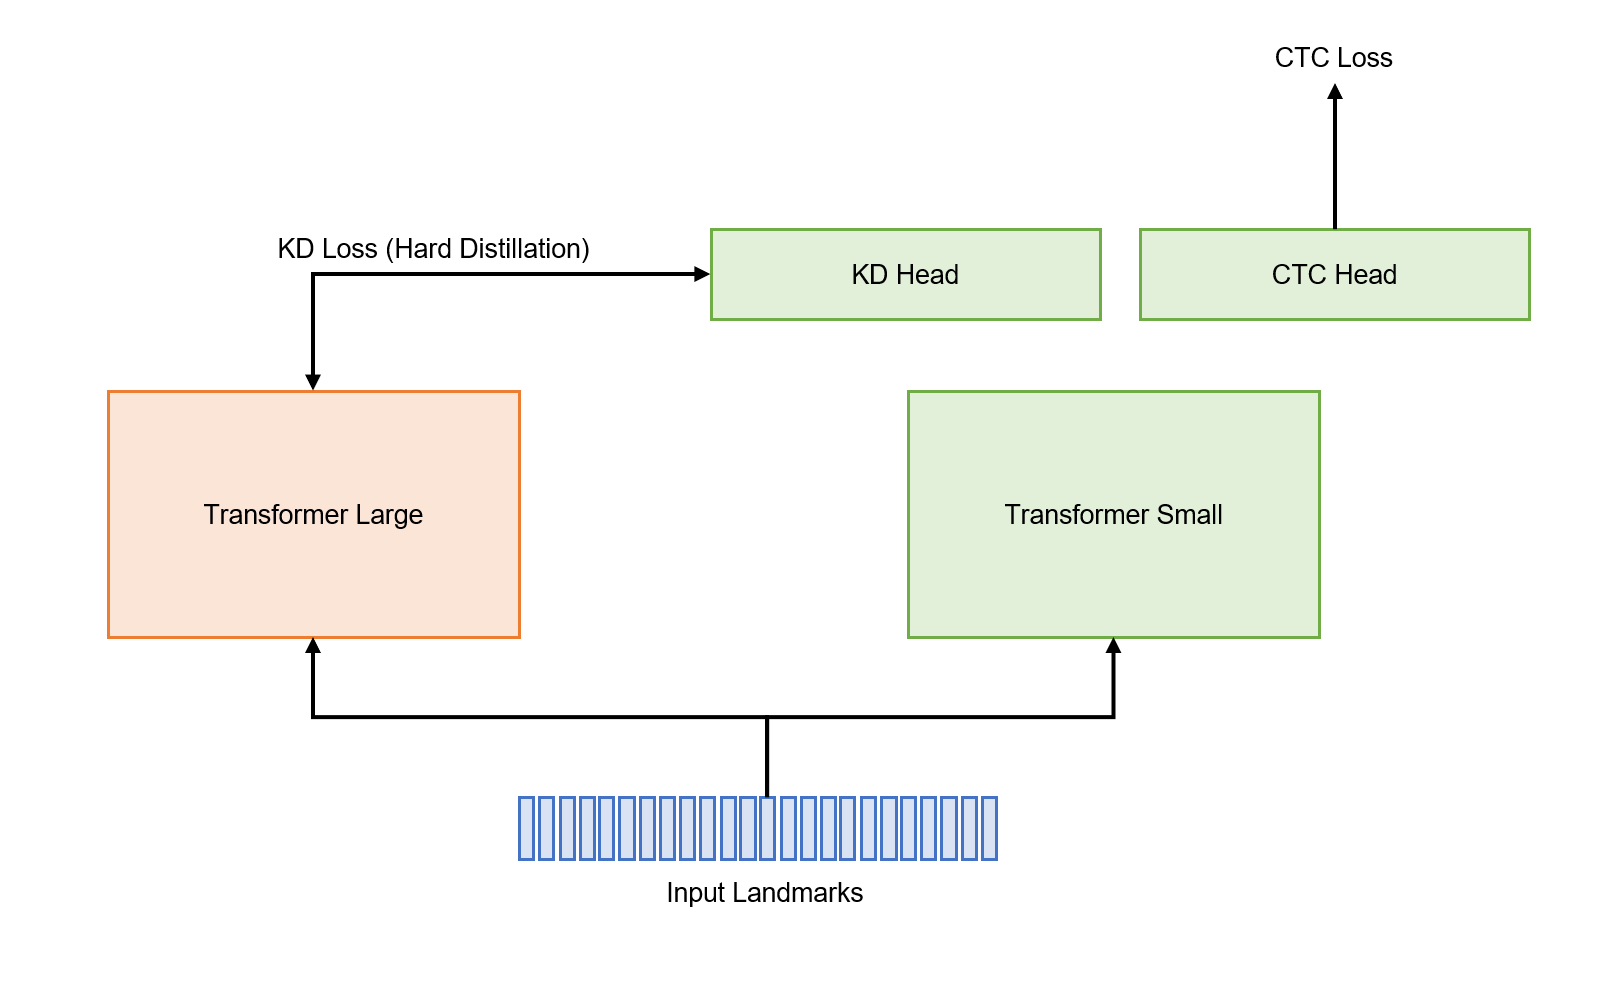 CTC Loss
KD Loss (Hard Distillation)
KD Head
CTC Head
Transformer Large
Transformer Small
Input Landmarks